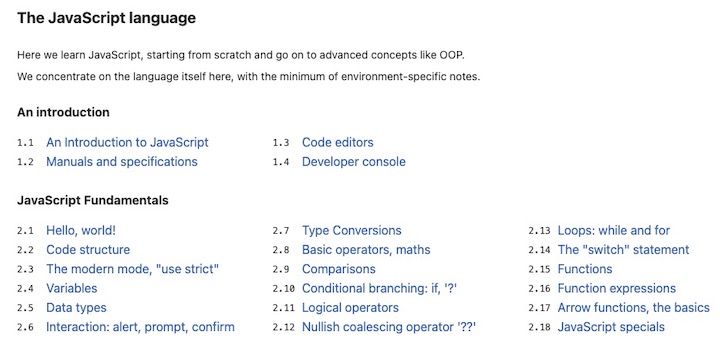 The JavaScript language
Here we learn JavaScript, starting from scratch and go on to advanced concepts like OOP.
We concentrate on the language itself here, with the minimum of environment-specific notes.
An introduction
1.1 An Introduction to JavaScript
1.2 Manuals and specifications
1.3 Code editors
1.4 Developer console
JavaScript Fundamentals
2.1 Hello, world!
2.2 Code structure
2.3 The modern mode, "use strict"
2.4 Variables
2.5 Data types
2.6 Interaction: alert, prompt, confirm
2.7 Type Conversions
2.8 Basic operators, maths
2.9 Comparisons
2.10 Conditional branching: if, '?'
2.11 Logical operators
2.12 Nullish coalescing operator '??'
2.13 Loops: while and for
2.14 The "switch" statement
2.15 Functions
2.16 Function expressions
2.17 Arrow functions, the basics
2.18 JavaScript specials